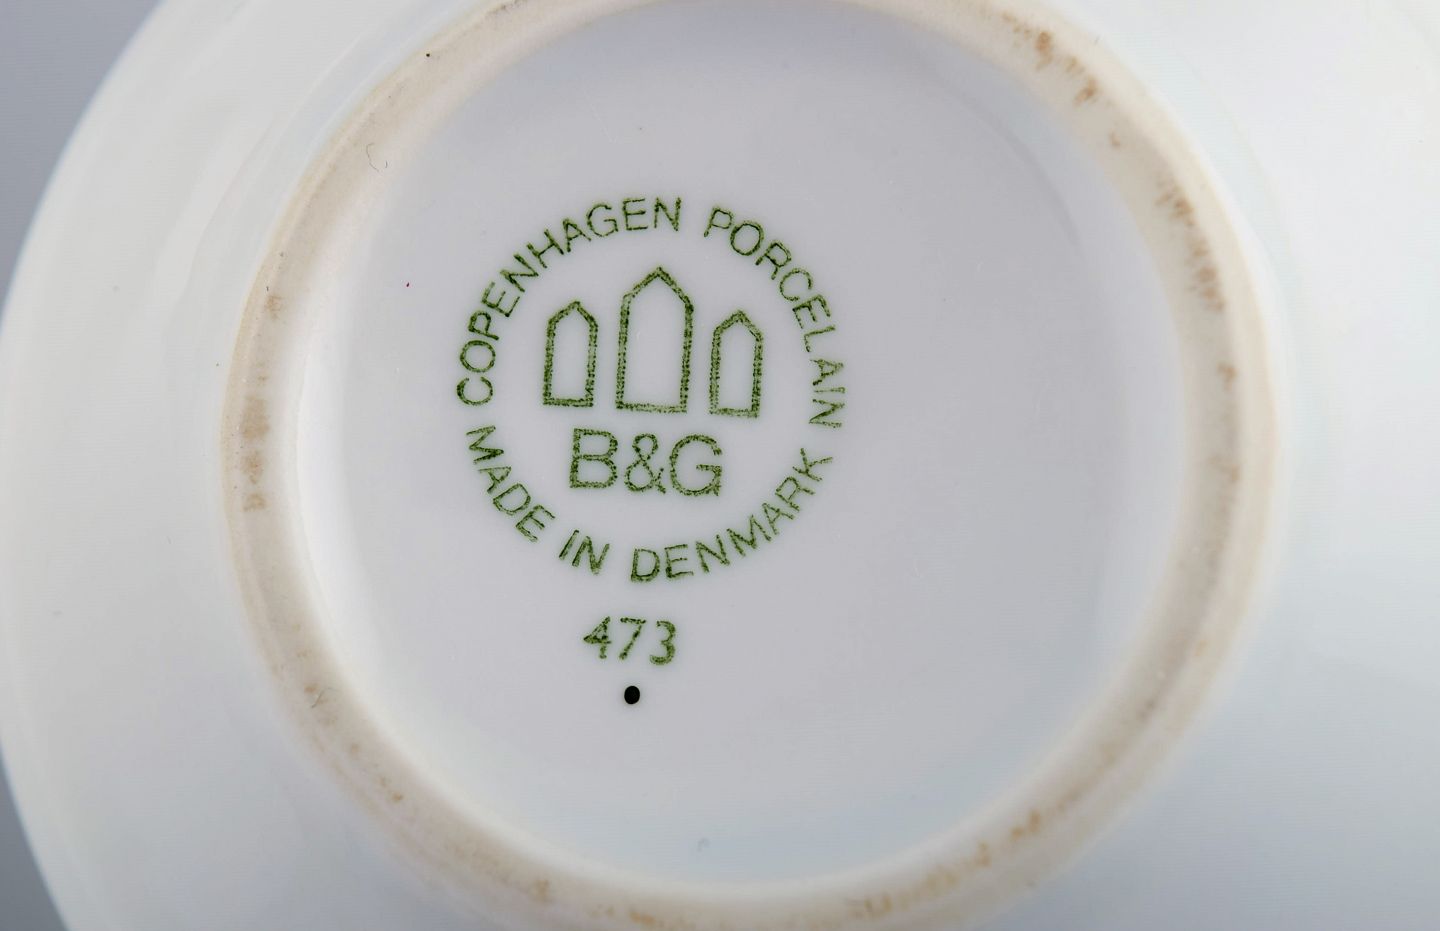 COPENHAGEN PORCELAIN
B&G
MADE IN DENMARK
473